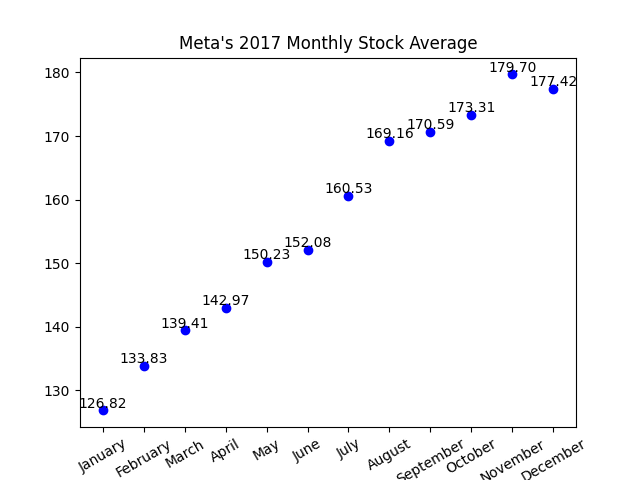 Meta's 2017 Monthly Stock Average
180
170
160
150
140
130
126.82
133.83
139.41
142.97
150.23
152.08
160.53
169.16
170.59
173.31
179.70
177.42
January
February
March
April
May
June
July
August
September
October
November
December